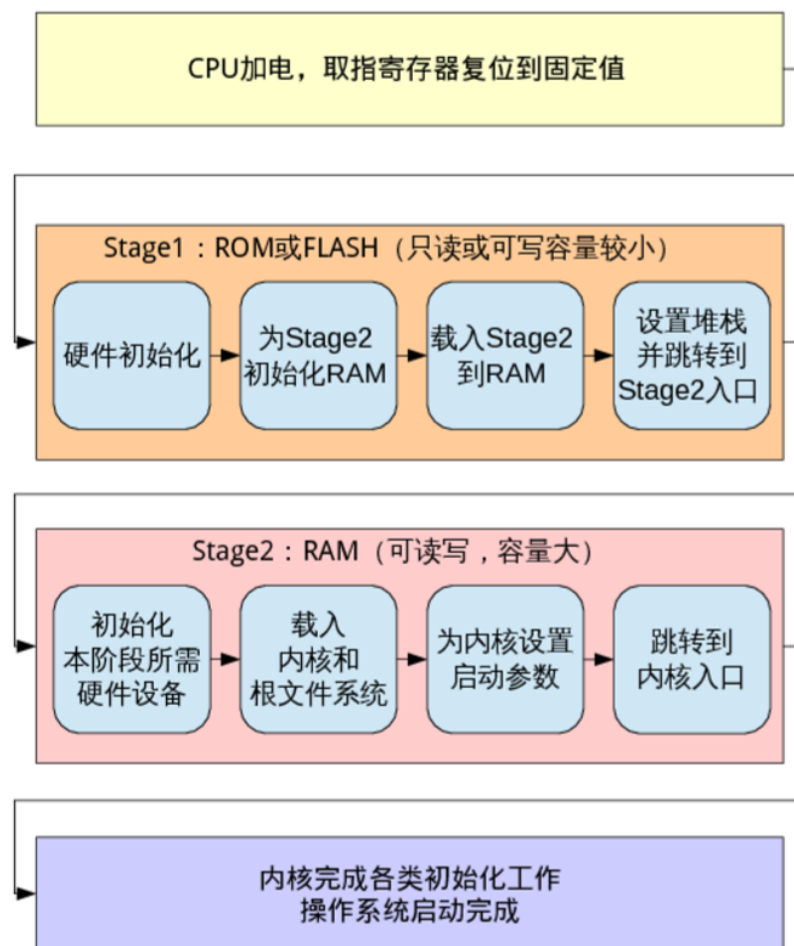 CPU加电，取指寄存器复位到固定值
Stage1：ROM或FLASH（只读或可写容量较小）
硬件初始化
为Stage2
初始化RAM
载入Stage2
到RAM
设置堆栈
并跳转到
Stage2入口
Stage2：RAM（可读写，容量大）
初始化
本阶段所需
硬件设备
载入
内核和
根文件系统
为内核设置
启动参数
跳转到
内核入口
内核完成各类初始化工作
操作系统启动完成